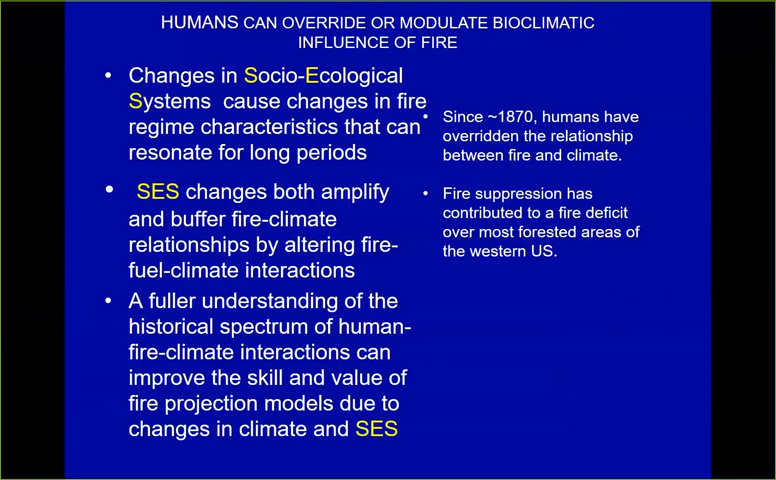 HUMANS CAN OVERRIDE OR MODULATE BIOCLIMATIC
INFLUENCE OF FIRE
• Changes in Socio-Ecological
Systems cause changes in fire
regime characteristics that can
resonate for long periods
• SES changes both amplify
and buffer fire-climate
relationships by altering fire-
fuel-climate interactions
• A fuller understanding of the
historical spectrum of human-
fire-climate interactions can
improve the skill and value of
fire projection models due to
changes in climate and SES
• Since ~1870, humans have
overridden the relationship
between fire and climate.
• Fire suppression has
contributed to a fire deficit
over most forested areas of
the western US.